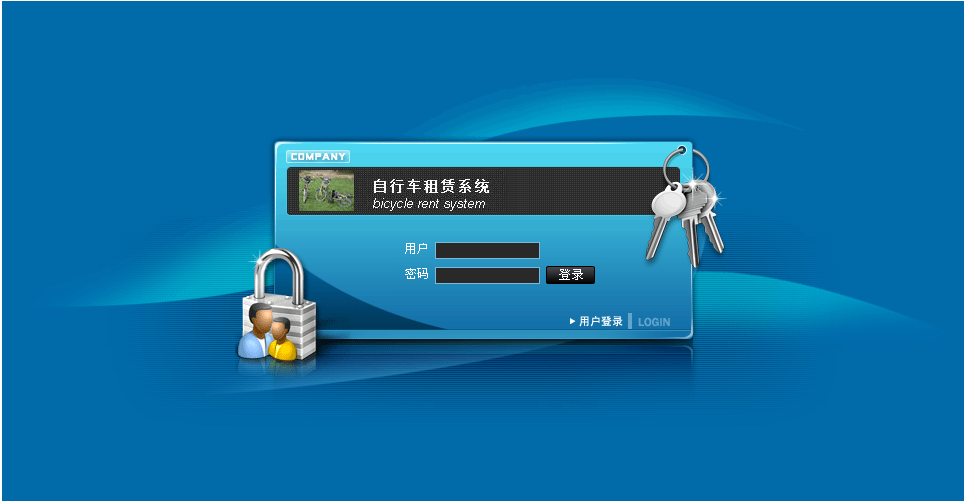 COMPANY
自行车租赁系统
bicycle rent system
用户
密码
登录
用户登录 LOGIN